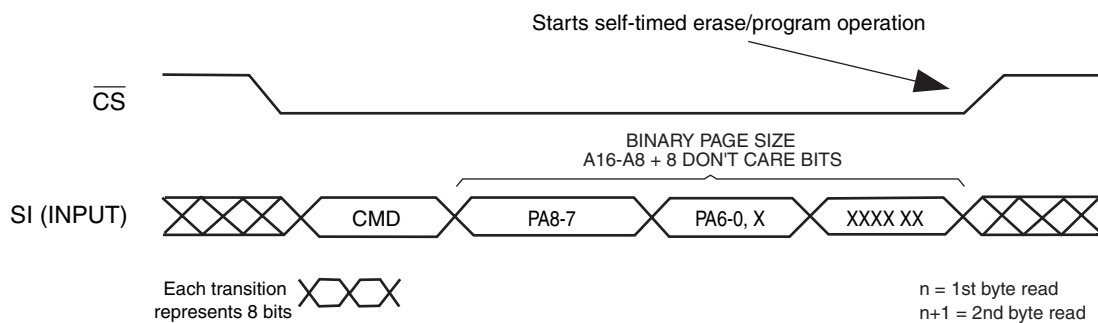 Starts self-timed erase/program operation
CS
BINARY PAGE SIZE
A16-A8 + 8 DON'T CARE BITS
SI (INPUT)
CMD
PA8-7
PA6-0, X
XXXX XX
Each transition
represents 8 bits
n = 1st byte read
n+1 = 2nd byte read